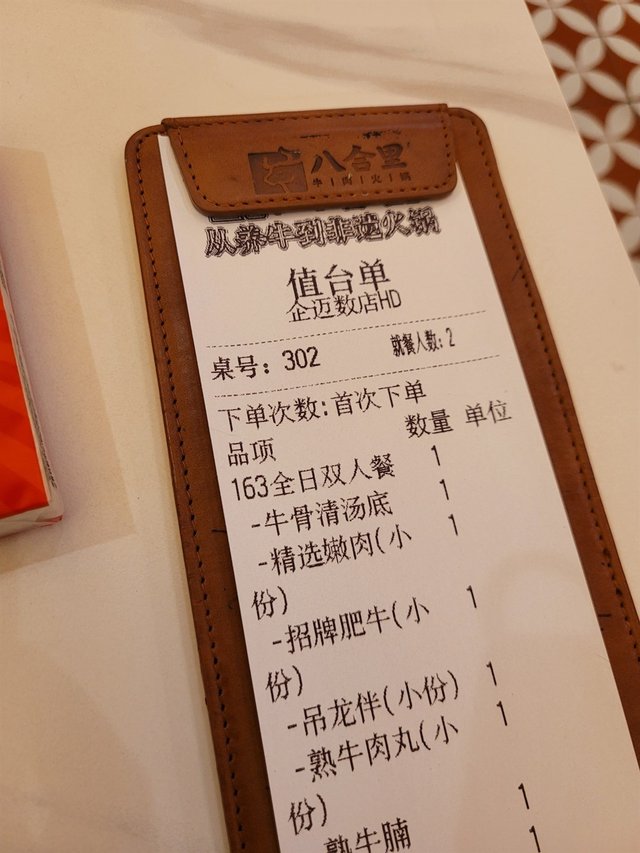 八合里
牛|肉|火|锅
从养牛到非遗火锅
值台单
企迈数店HD
桌号：302 就餐人数：2
下单次数:首次下单
品项 数量 单位
163全日双人餐 1
-牛骨清汤底 1
-精选嫩肉(小 1
份)
-招牌肥牛(小 1
份)
-吊龙伴(小份) 1
-熟牛肉丸(小 1
份)
熟牛腩 1
1